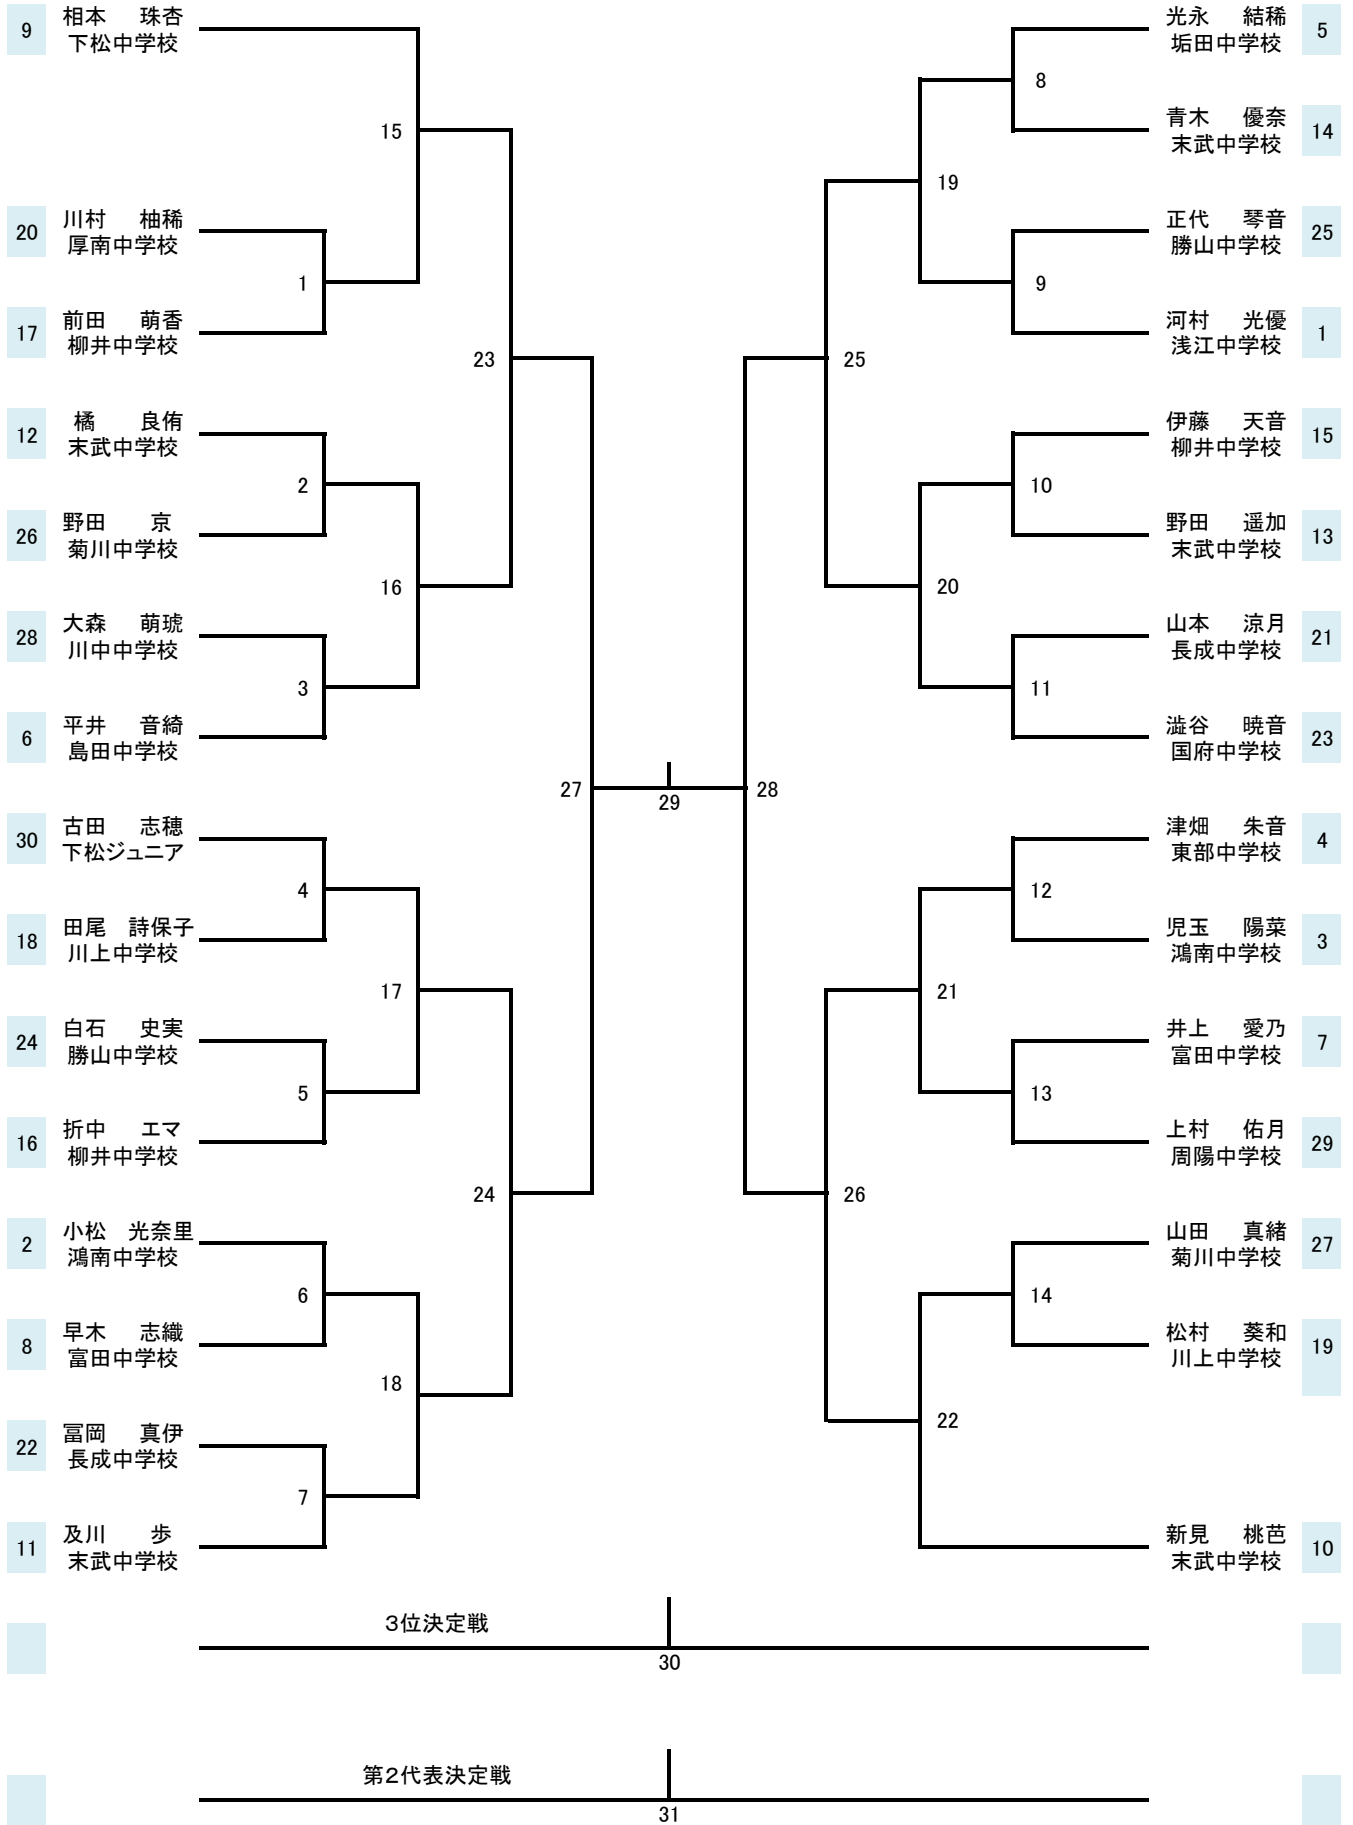 9
相本 珠杏
下松中学校
20
川村 柚稀
厚南中学校
17
前田 萌香
柳井中学校
12
橘 良侑
末武中学校
26
野田 京
菊川中学校
28
大森 萌琥
川中中学校
6
平井 音綺
島田中学校
30
古田 志穂
下松ジュニア
18
田尾 詩保子
川上中学校
24
白石 史実
勝山中学校
16
折中 エマ
柳井中学校
2
小松 光奈里
鴻南中学校
8
早木 志織
富田中学校
22
冨岡 真伊
長成中学校
11
及川 歩
末武中学校
1
2
3
4
5
6
7
15
16
17
18
23
24
27
29
28
25
26
19
20
21
22
8
9
10
11
12
13
14
光永 結稀
垢田中学校
5
青木 優奈
末武中学校
14
正代 琴音
勝山中学校
25
河村 光優
浅江中学校
1
伊藤 天音
柳井中学校
15
野田 遥加
末武中学校
13
山本 涼月
長成中学校
21
澁谷 暁音
国府中学校
23
津畑 朱音
東部中学校
4
児玉 陽菜
鴻南中学校
3
井上 愛乃
富田中学校
7
上村 佑月
周陽中学校
29
山田 真緒
菊川中学校
27
松村 葵和
川上中学校
19
新見 桃芭
末武中学校
10
3位決定戦
30
第2代表決定戦
31